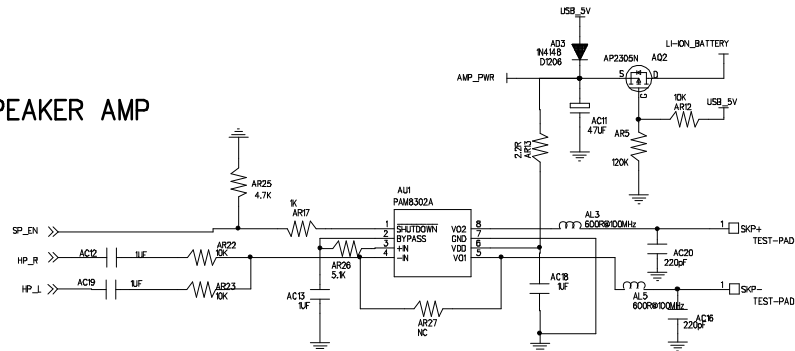 USB_5V
AD3
1N4148
D1206
AP2305N
AQ2
LI-ION_BATTERY
AMP_PWR
S
D
G
10K
AR12
USB_5V
PEAKER AMP
AC11
47UF
AR5
120K
2.2R
AR13
AR25
4.7K
AU1
PAM8302A
1K
AR17
SP_EN
1
SHUTDOWN
VO2
8
2
BYPASS
GND
7
3
+IN
VDD
6
4
-IN
VO1
5
AL3
600R@100MHz
1
SKP+
TEST-PAD
HP_R
AC12
1UF
AR22
10K
AR26
5.1K
AC20
220pF
HP_L
AC19
1UF
AR23
10K
AC13
1UF
AC18
1UF
AL5
600R@100MHz
1
SKP-
TEST-PAD
AR27
NC
AC16
220pF